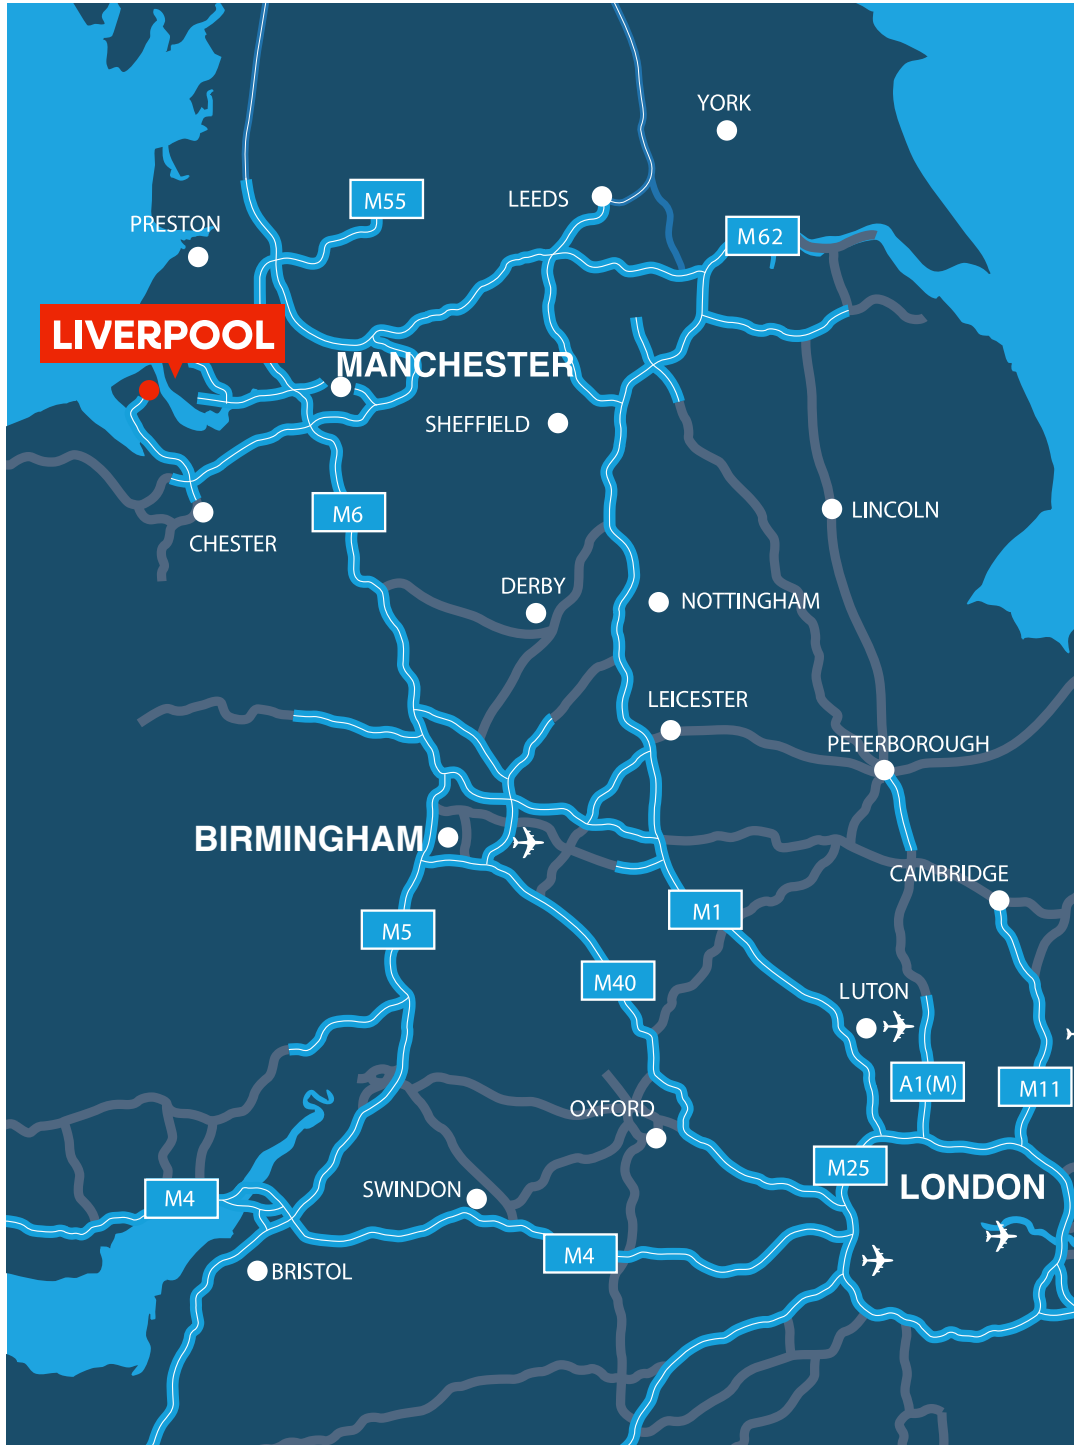 YORK
M55
LEEDS
PRESTON
M62
LIVERPOOL
MANCHESTER
SHEFFIELD
M6
LINCOLN
CHESTER
DERBY
NOTTINGHAM
LEICESTER
PETERBOROUGH
BIRMINGHAM
CAMBRIDGE
M1
M5
M40
LUTON
A1(M)
M11
OXFORD
M25
SWINDON
LONDON
M4
M4
BRISTOL